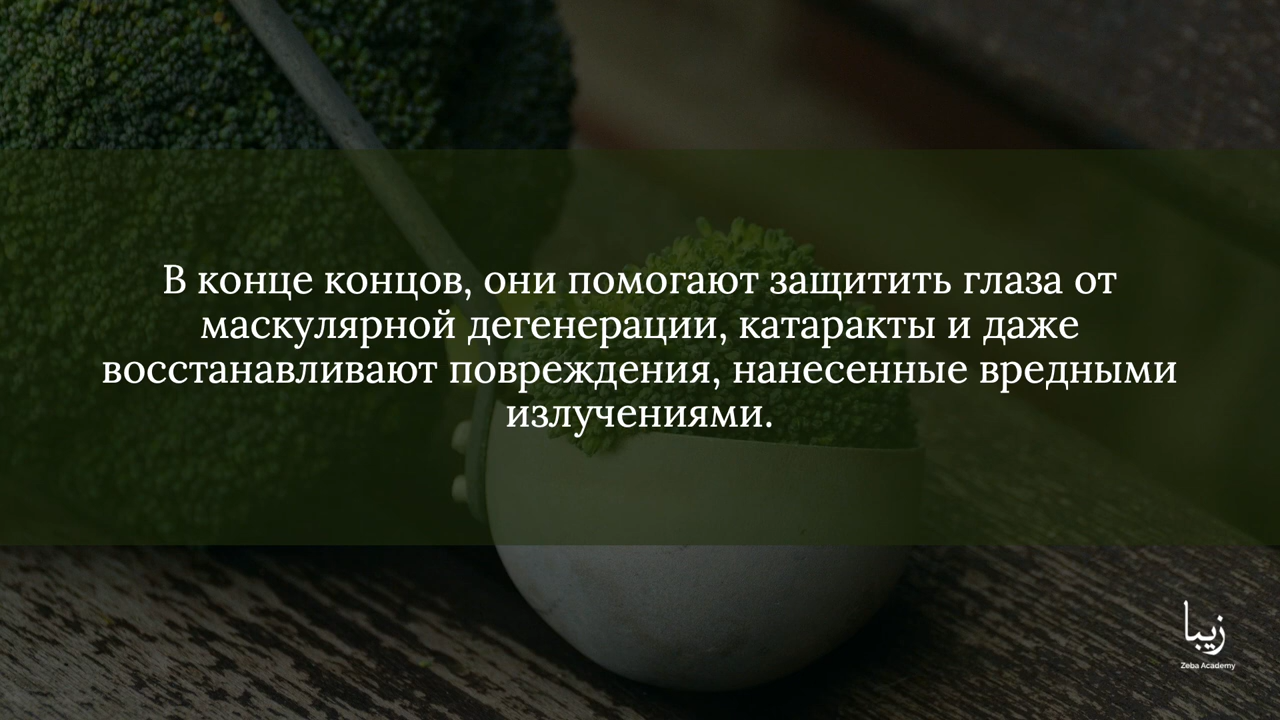 В конце концов, они помогают защитить глаза от
маскулярной дегенерации, катаракты и даже
восстанавливают повреждения, нанесенные вредными
излучениями.
زیبا
Zeba Academy